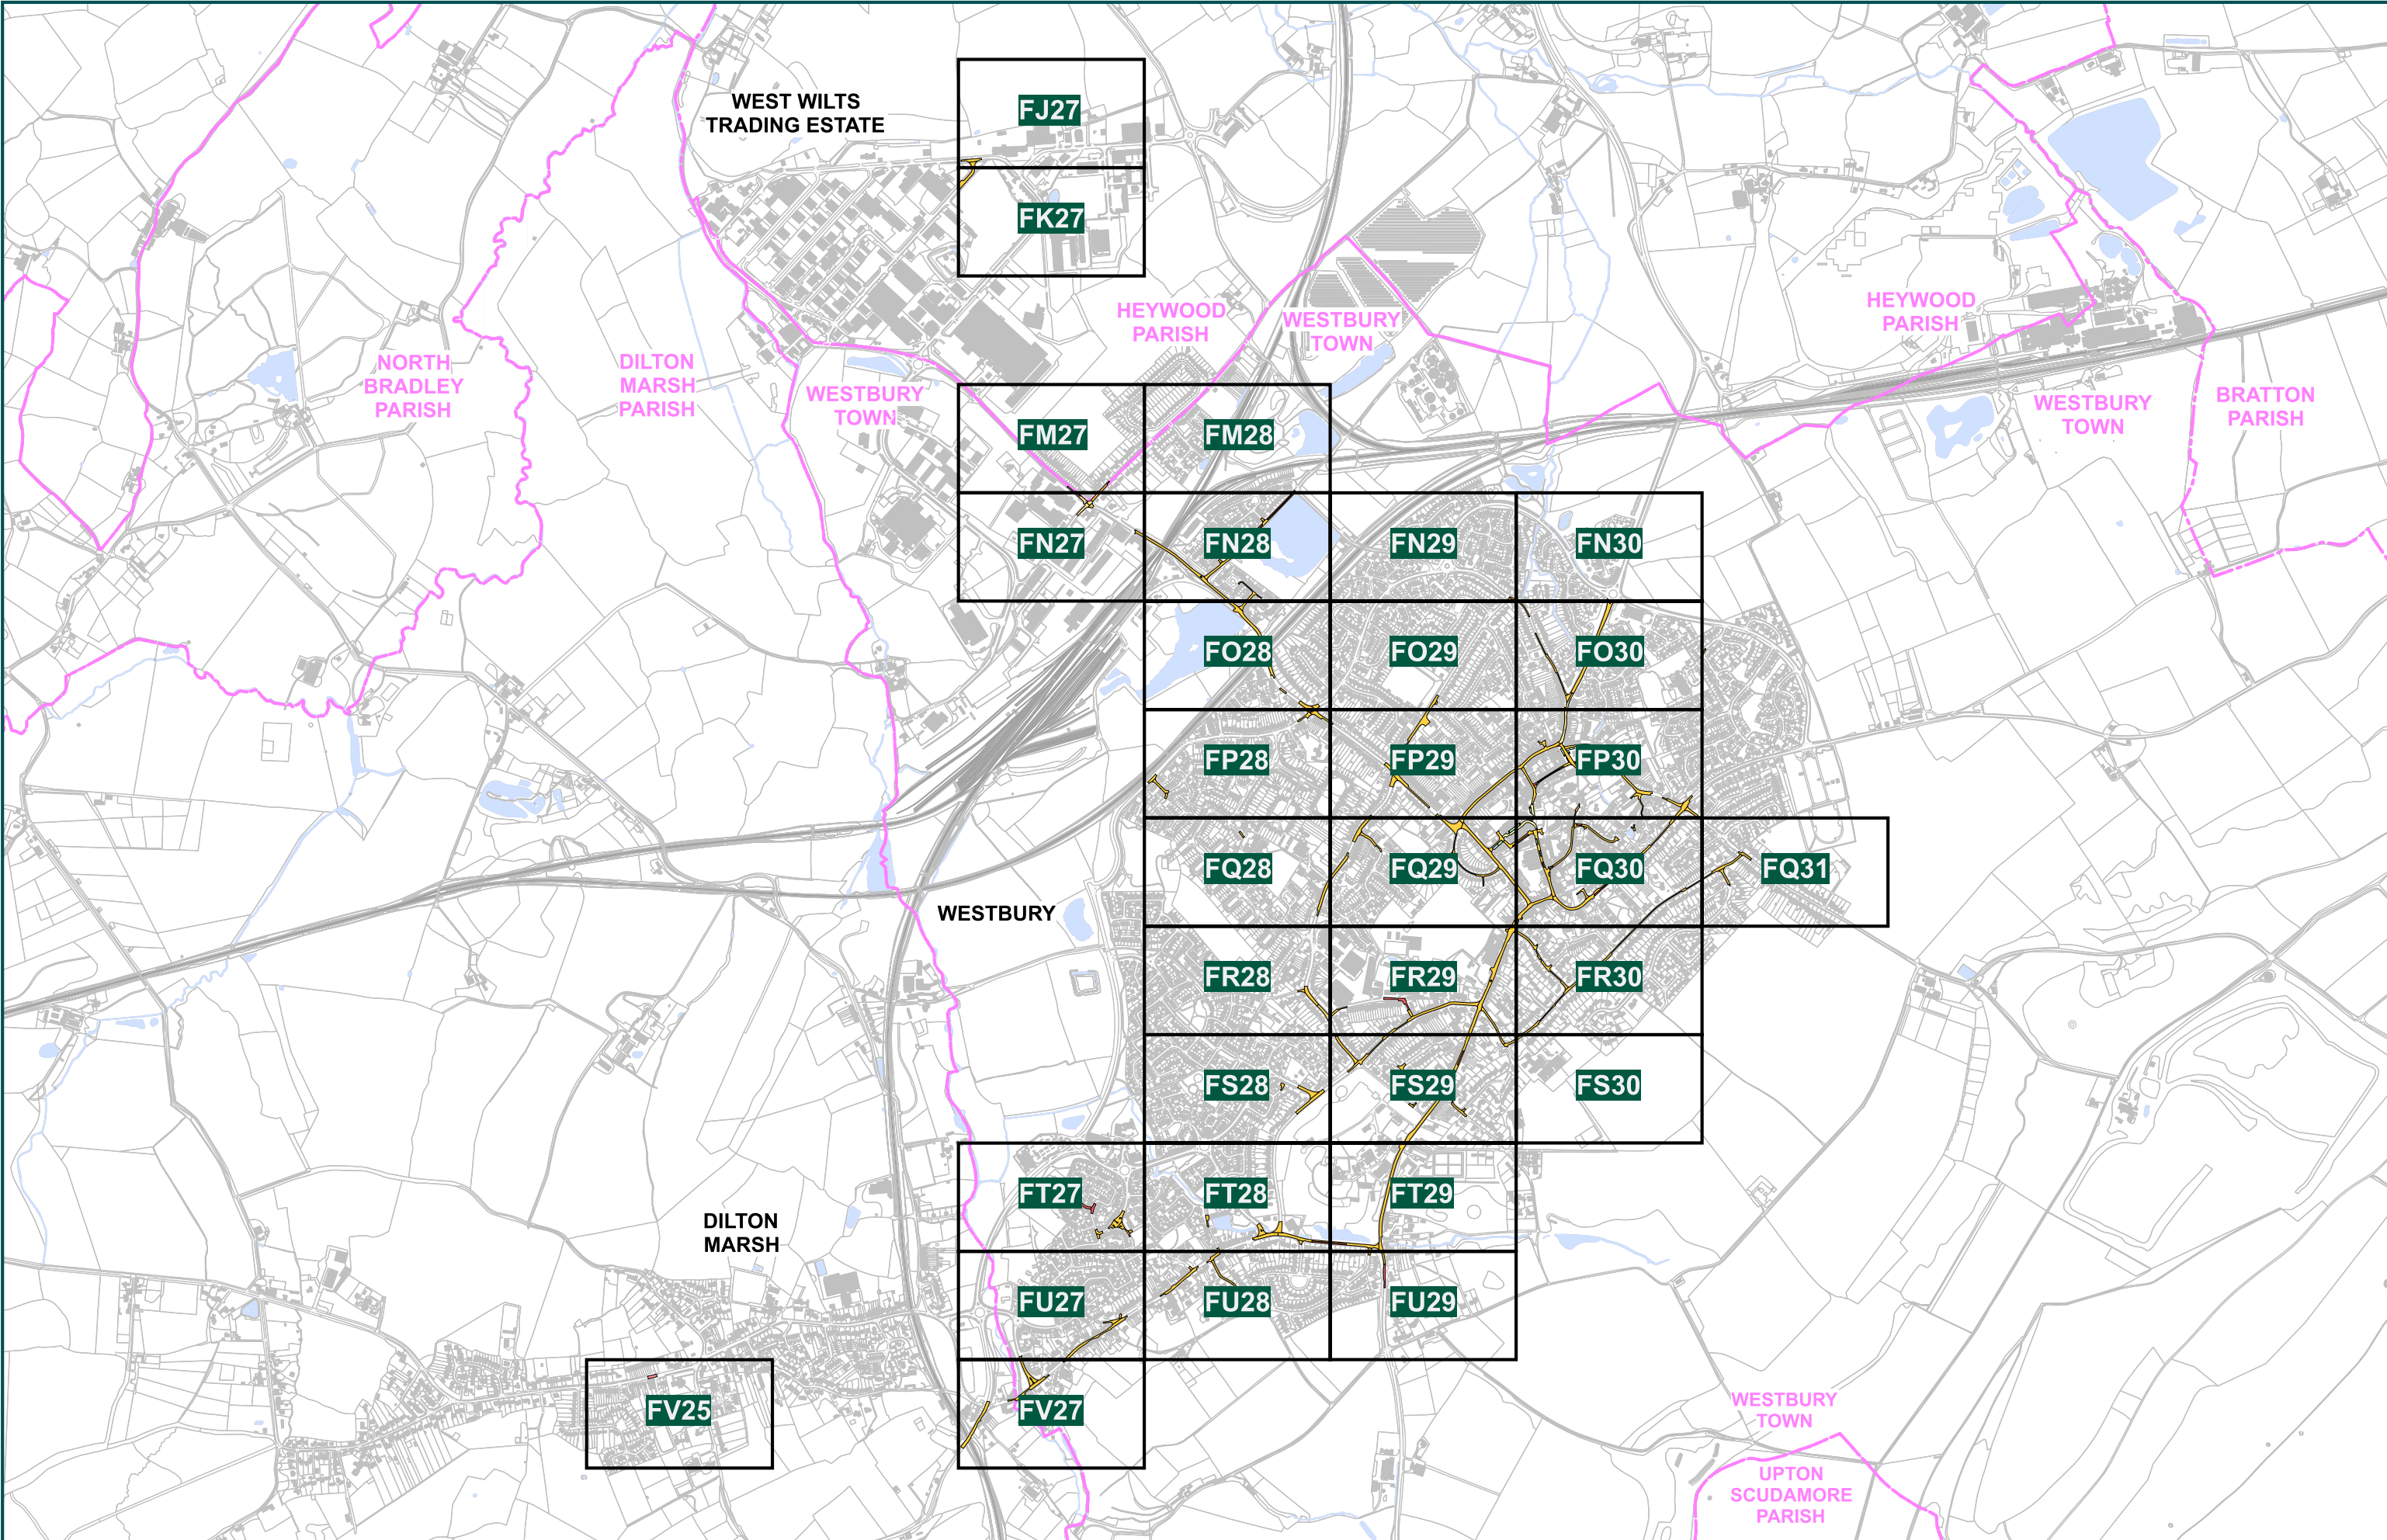 WEST WILTS
TRADING ESTATE
FJ27
FK27
HEYWOOD
PARISH
WESTBURY
TOWN
HEYWOOD
PARISH
NORTH
BRADLEY
PARISH
DILTON
MARSH
PARISH
WESTBURY
TOWN
WESTBURY
TOWN
BRATTON
PARISH
FM27
FM28
FN27
FN28
FN29
FN30
FO28
FO29
FO30
FP28
FP29
FP30
FQ28
FQ29
FQ30
FQ31
WESTBURY
FR28
FR29
FR30
FS28
FS29
FS30
FT27
FT28
FT29
DILTON
MARSH
FU27
FU28
FU29
FV25
FV27
WESTBURY
TOWN
UPTON
SCUDAMORE
PARISH